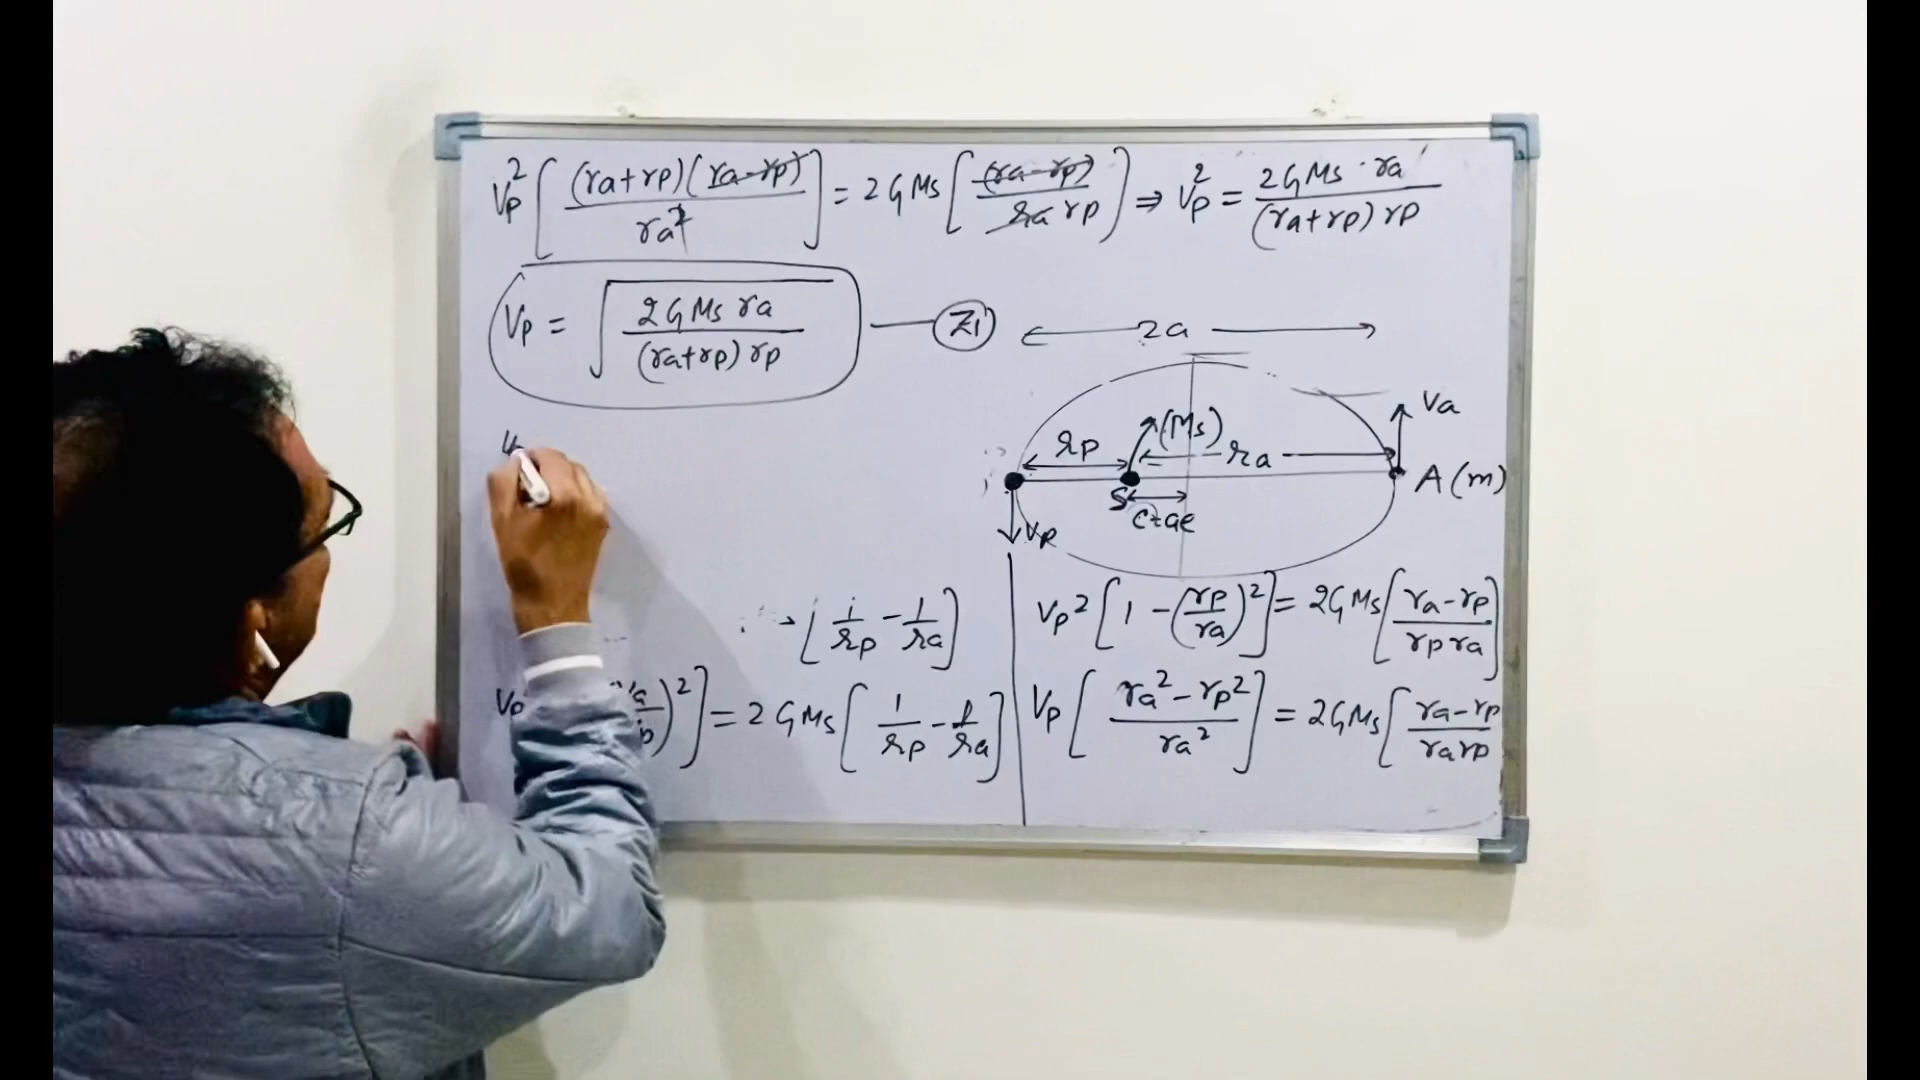 Vp² [ (ra+rp)(ra-rp) / ra² ] = 2GMs [ (ra-rp) / ra rp ] ⇒ Vp² = 2GMs · ra / (ra+rp) rp
Vp = √( 2GMs ra / (ra+rp) rp ) —
2a
Va
(Ms)
rp
ra
A (m)
S
c=ae
Vp
[ 1/rp - 1/ra ]
)² ] = 2GMs [ 1/rp - 1/ra ]
Vp² [ 1 - (rp/ra)² ] = 2GMs [ ra-rp / rp ra ]
Vp [ ra² - rp² / ra² ] = 2GMs [ ra-rp / ra rp